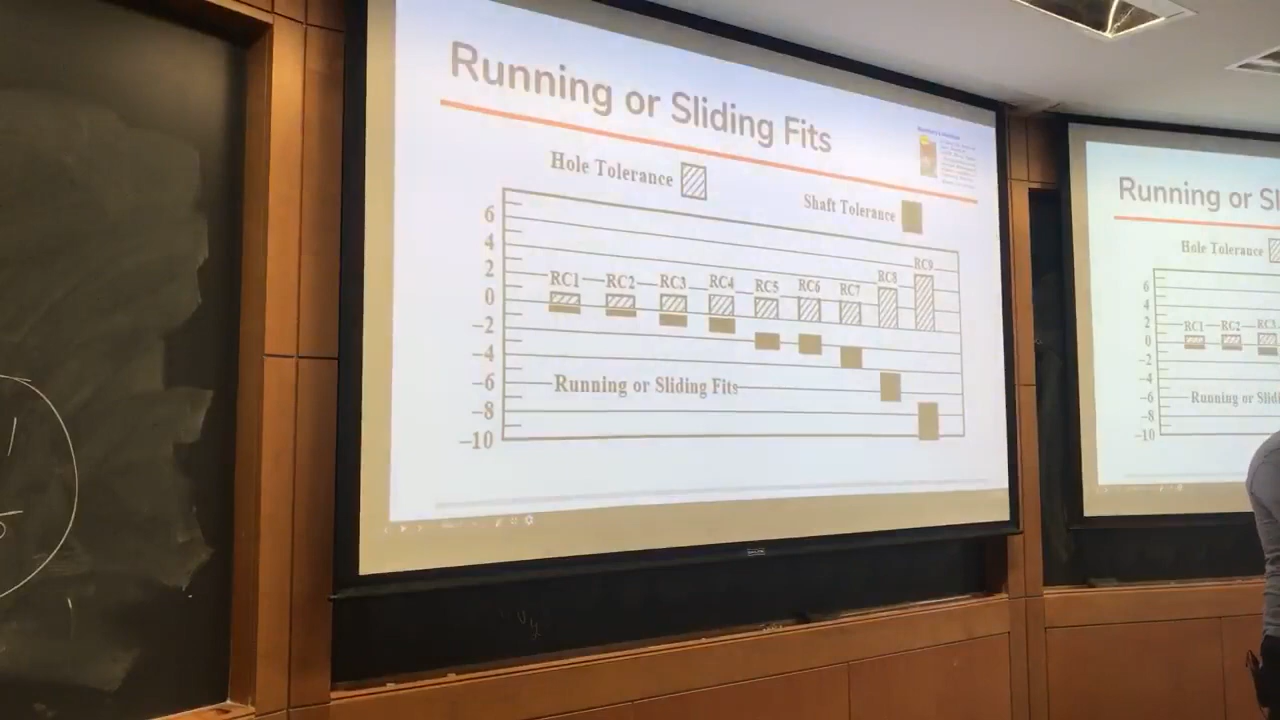 Running or Sliding Fits
Hole Tolerance
Shaft Tolerance
6
4
2
0
−2
−4
−6
−8
−10
RC1 RC2 RC3 RC4 RC5 RC6 RC7 RC8 RC9
Running or Sliding Fits
Running or Sl
Hole Tolerance
6
4
2
0
−2
−4
−6
−8
−10
RC1 RC2 RC3
Running or Slidi